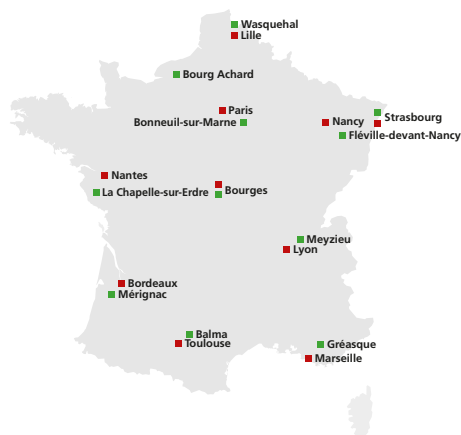 Wasquehal
Lille
Bourg Achard
Paris
Bonneuil-sur-Marne
Nancy
Strasbourg
Fléville-devant-Nancy
Nantes
La Chapelle-sur-Erdre
Bourges
Meyzieu
Lyon
Bordeaux
Mérignac
Balma
Toulouse
Gréasque
Marseille